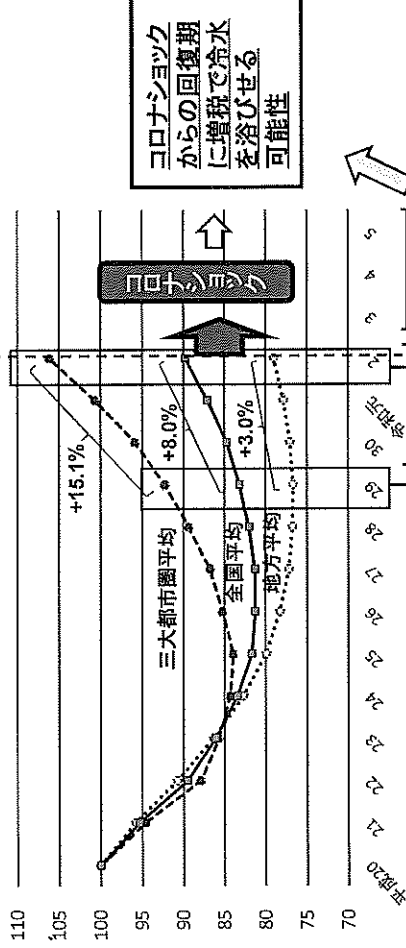 110
105
100
95
90
85
80
75
70
+15.1%
+8.0%
+3.0%
三大都市圏平均
全国平均
地方平均
コロナショック
コロナショック
からの回復期
に増税で冷水
を浴びせる
可能性
平成20
21
22
23
24
25
26
27
28
29
30
令和元
2
3
4
5